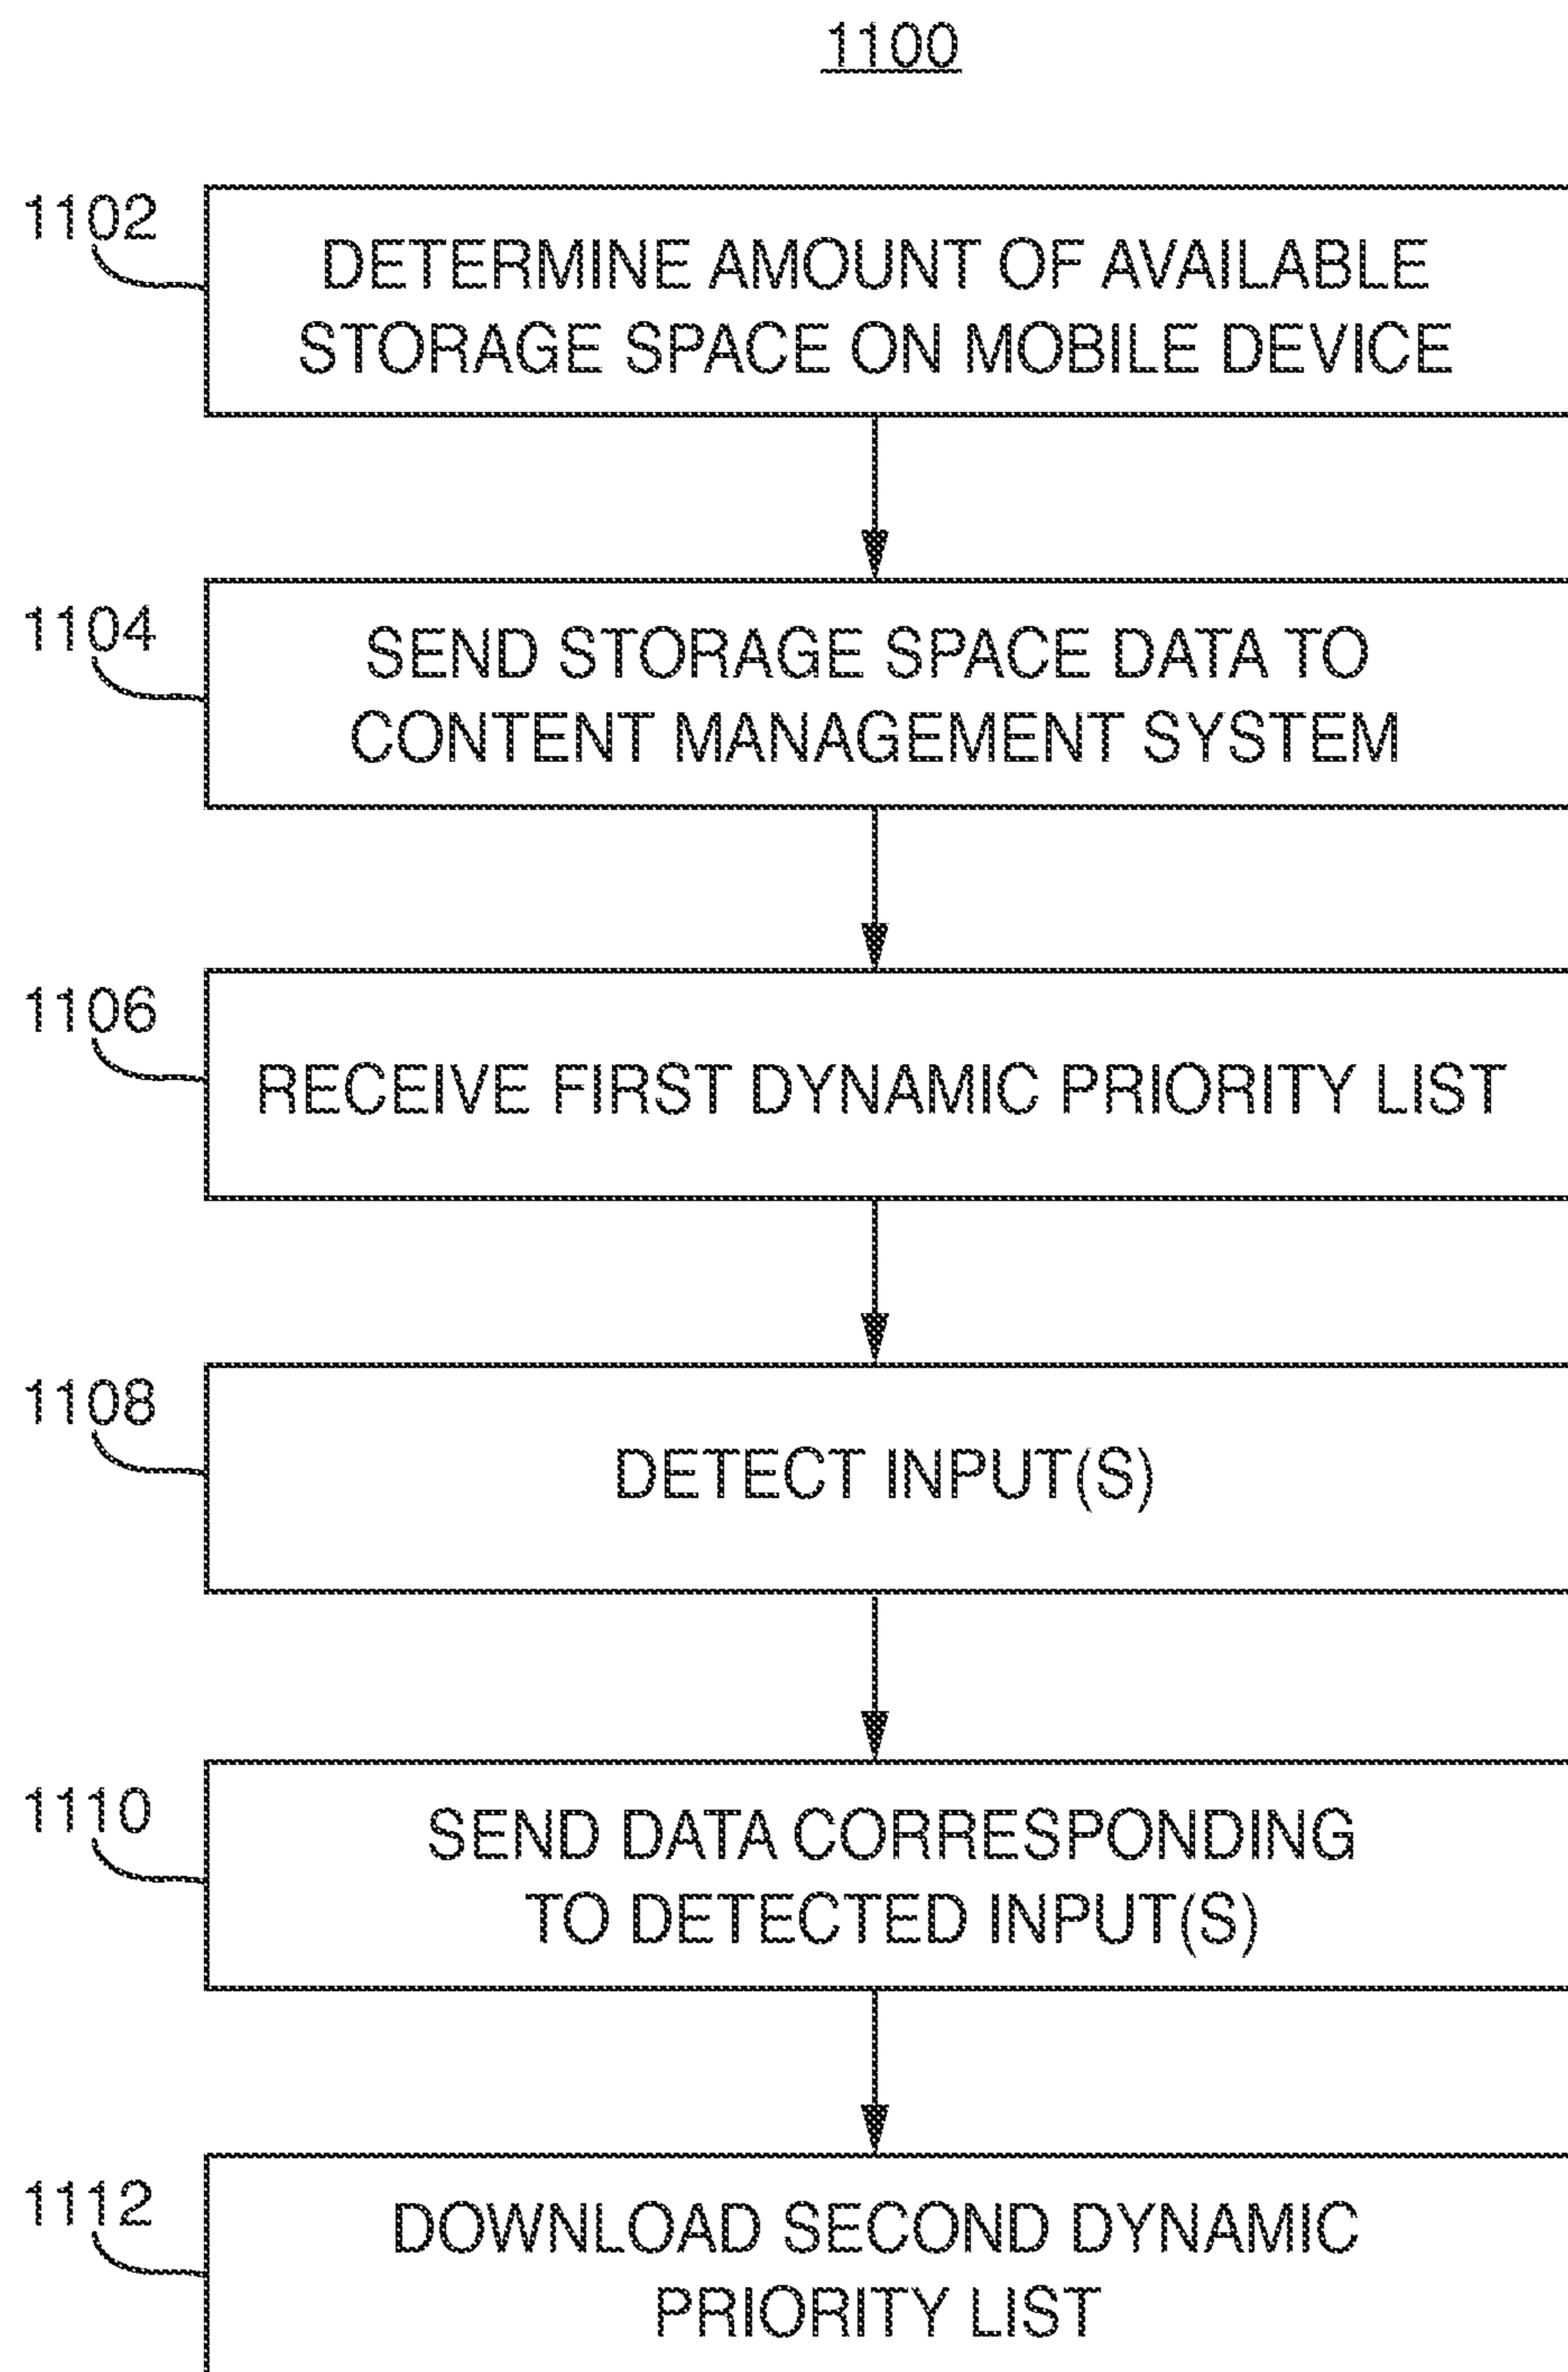 1100
1102
DETERMINE AMOUNT OF AVAILABLE
STORAGE SPACE ON MOBILE DEVICE
1104
SEND STORAGE SPACE DATA TO
CONTENT MANAGEMENT SYSTEM
1106
RECEIVE FIRST DYNAMIC PRIORITY LIST
1108
DETECT INPUT(S)
1110
SEND DATA CORRESPONDING
TO DETECTED INPUT(S)
1112
DOWNLOAD SECOND DYNAMIC
PRIORITY LIST